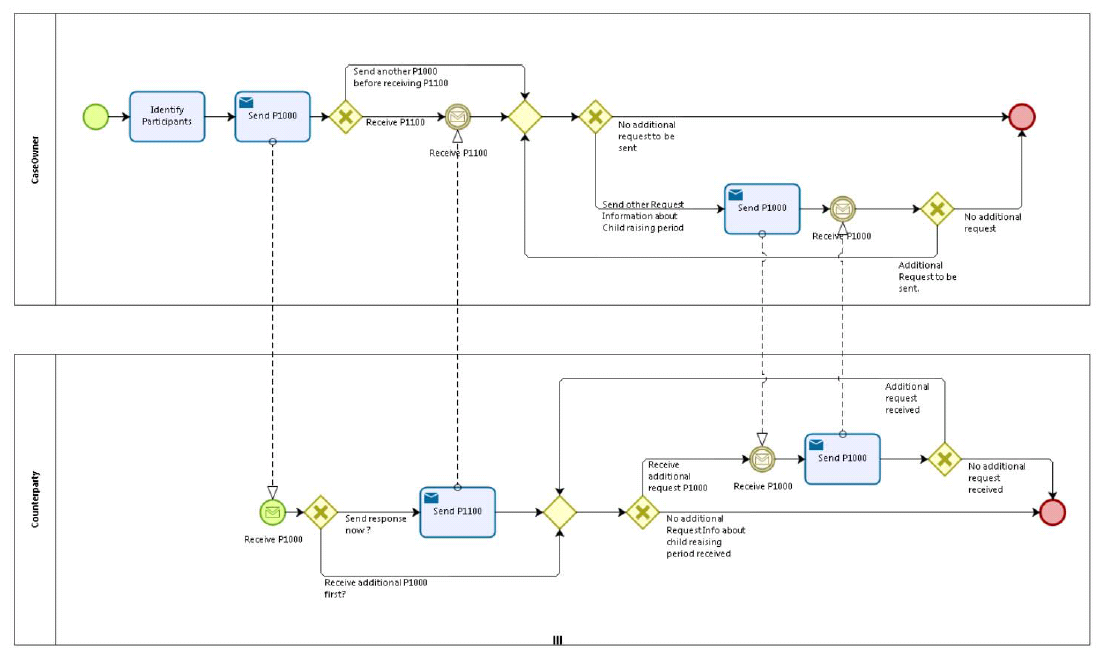 CaseOwner
Identify
Participants
Send P1000
Send another P1000
before receiving P1100
Receive P1100
Receive P1100
No additional
request to be
sent
Send other Request
Information about
Child raising period
Send P1000
Receive P1000
No additional
request
Additional
Request to be
sent.
Counterparty
Receive P1000
Send response
now?
Receive additional P1000
first?
Send P1100
Receive
additional
request P1000
No additional
Request Info about
child reaising
period received
Receive P1000
Send P1000
Additional
request
received
No additional
request
received